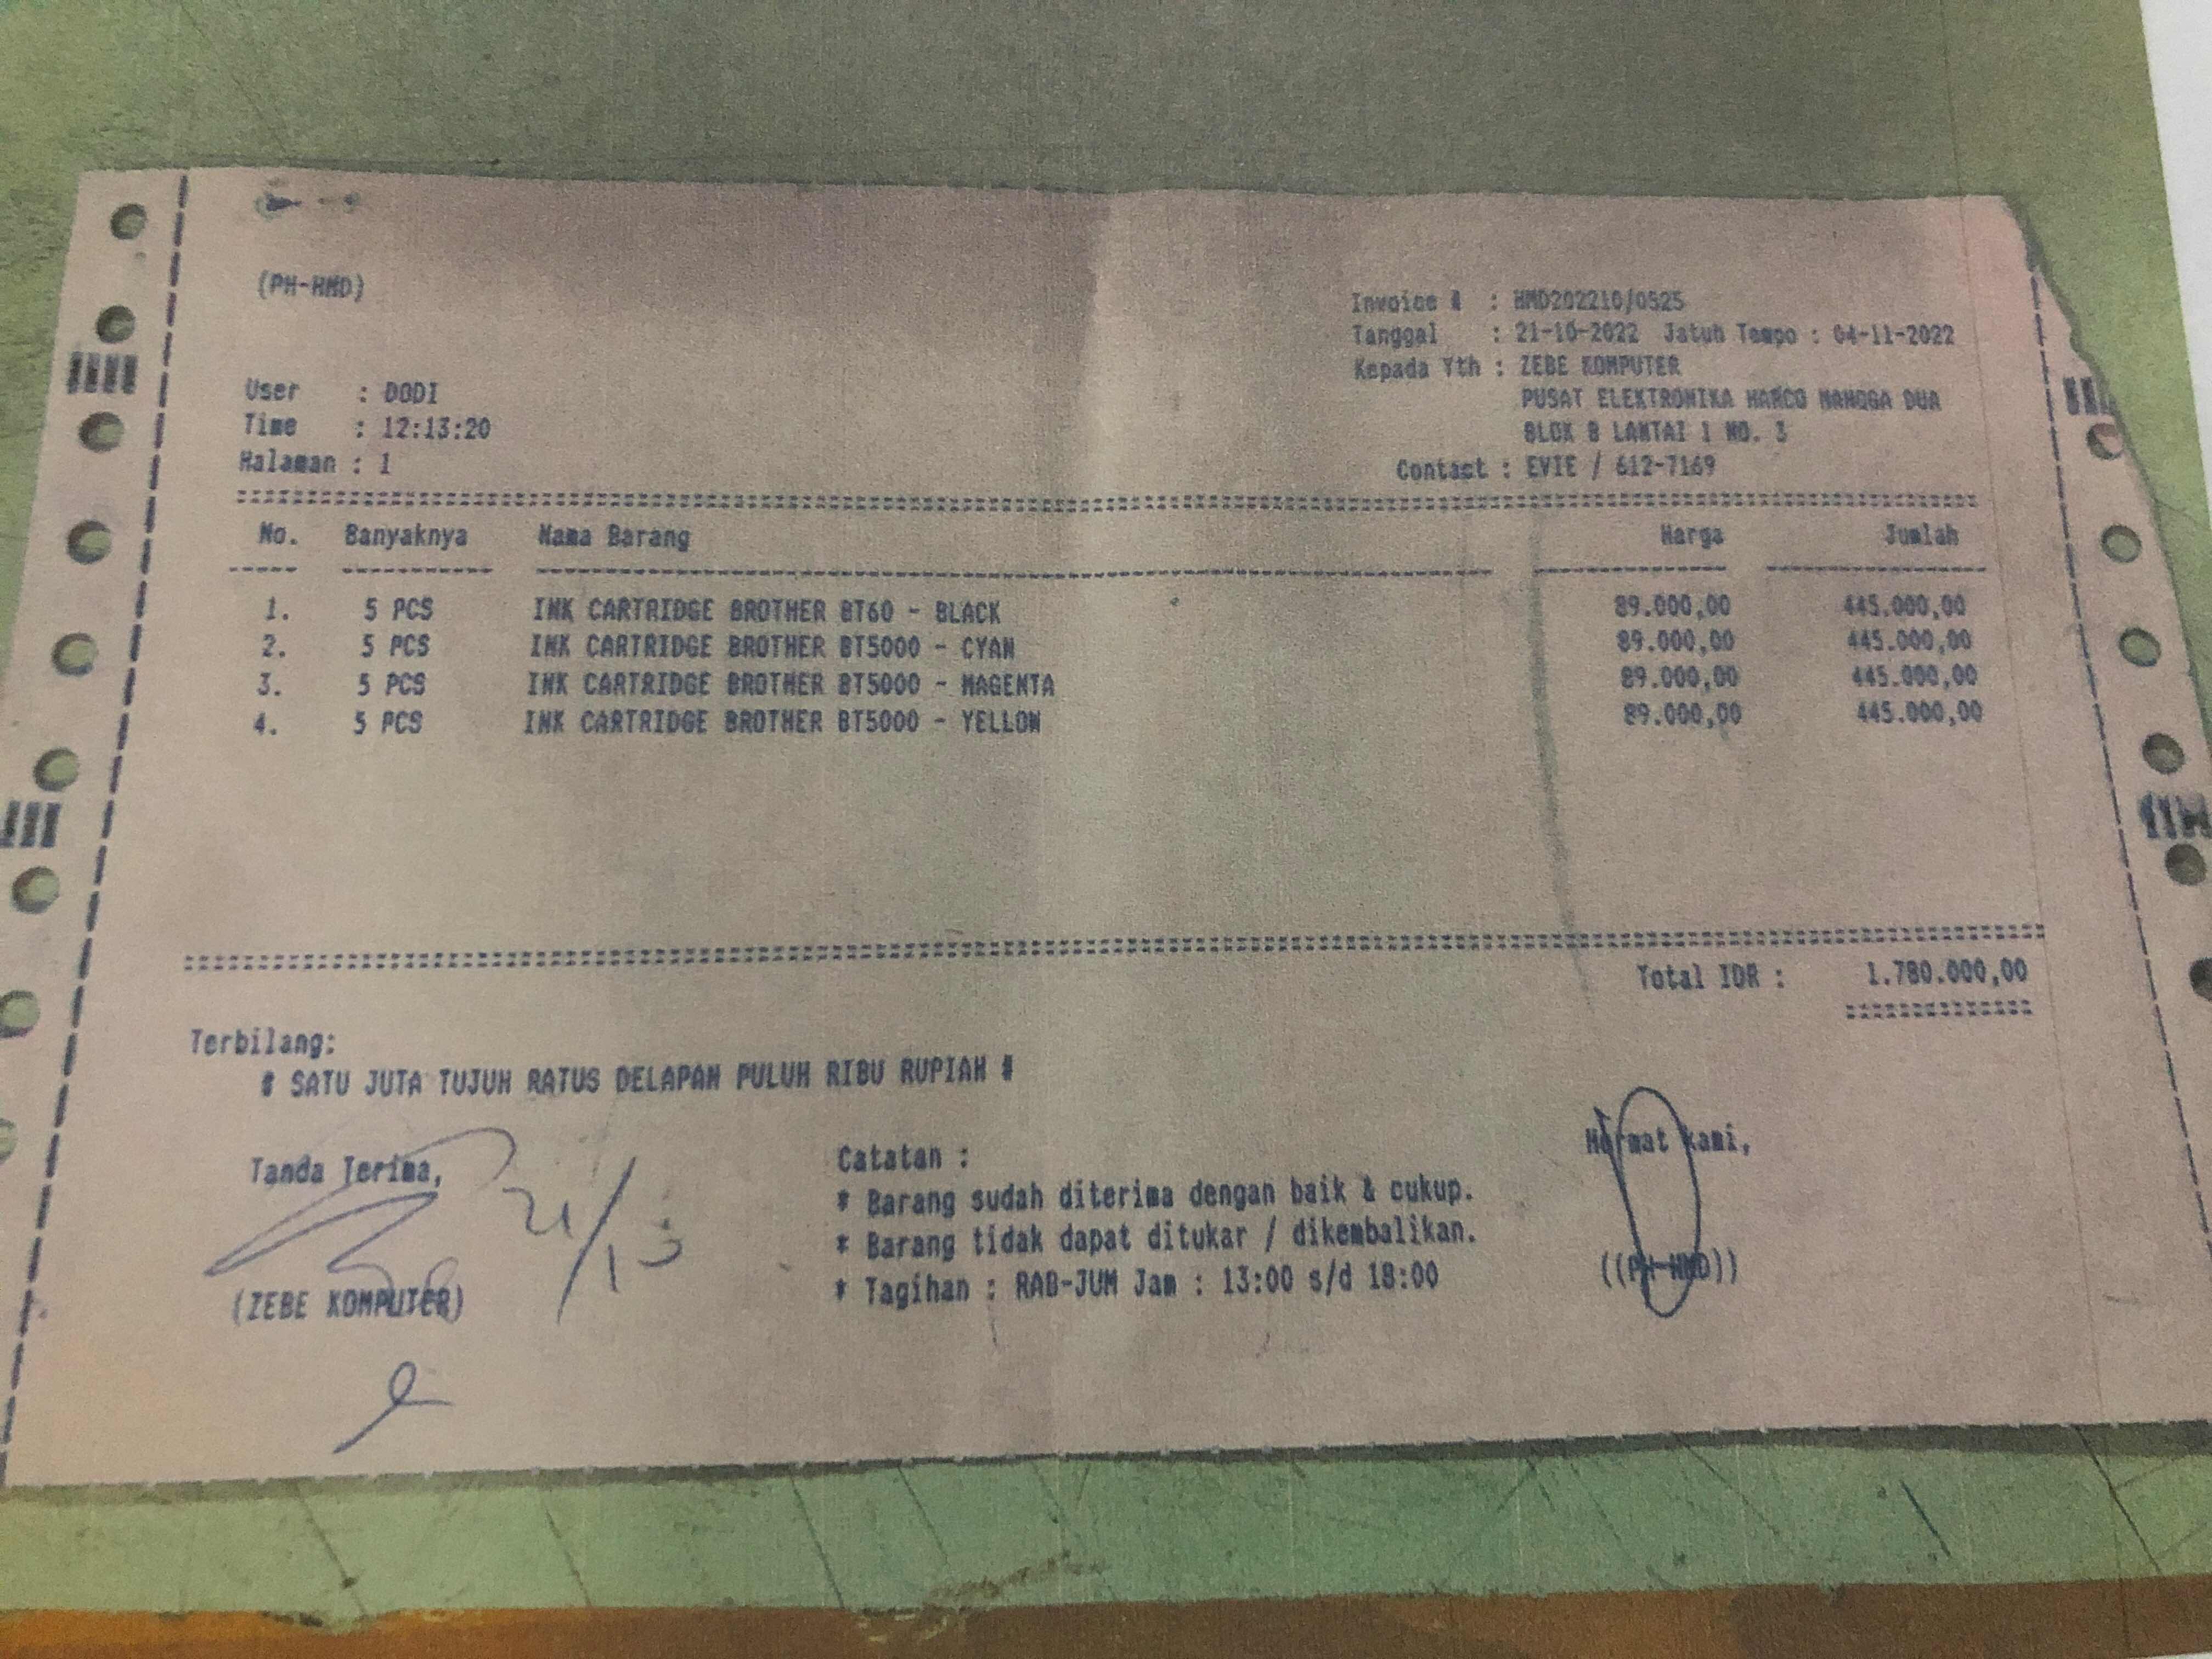 (PH-HMD)
Invoice # : HMD202210/0525
Tanggal : 21-10-2022 Jatuh Tempo : 04-11-2022
Kepada Yth : ZEBE KOMPUTER
PUSAT ELEKTRONIKA HARCO MANGGA DUA
BLOK B LANTAI 1 NO. 3
Contact : EVIE / 612-7169
User : DODI
Time : 12:13:20
Halaman : 1
No. Banyaknya Nama Barang Harga Jumlah
1. 5 PCS INK CARTRIDGE BROTHER BT60 - BLACK 89.000,00 445.000,00
2. 5 PCS INK CARTRIDGE BROTHER BT5000 - CYAN 89.000,00 445.000,00
3. 5 PCS INK CARTRIDGE BROTHER BT5000 - MAGENTA 89.000,00 445.000,00
4. 5 PCS INK CARTRIDGE BROTHER BT5000 - YELLOW 89.000,00 445.000,00
Total IDR : 1.780.000,00
Terbilang:
# SATU JUTA TUJUH RATUS DELAPAN PULUH RIBU RUPIAH #
Tanda Terima,
(ZEBE KOMPUTER)
Catatan :
* Barang sudah diterima dengan baik & cukup.
* Barang tidak dapat ditukar / dikembalikan.
* Tagihan : RAB-JUM Jam : 13:00 s/d 18:00
Hormat kami,
((PH-HMD))